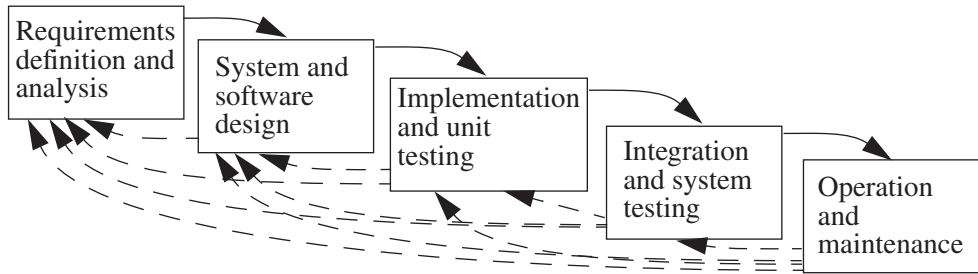 Requirements
definition and
analysis
System and
software
design
Implementation
and unit
testing
Integration
and system
testing
Operation
and
maintenance